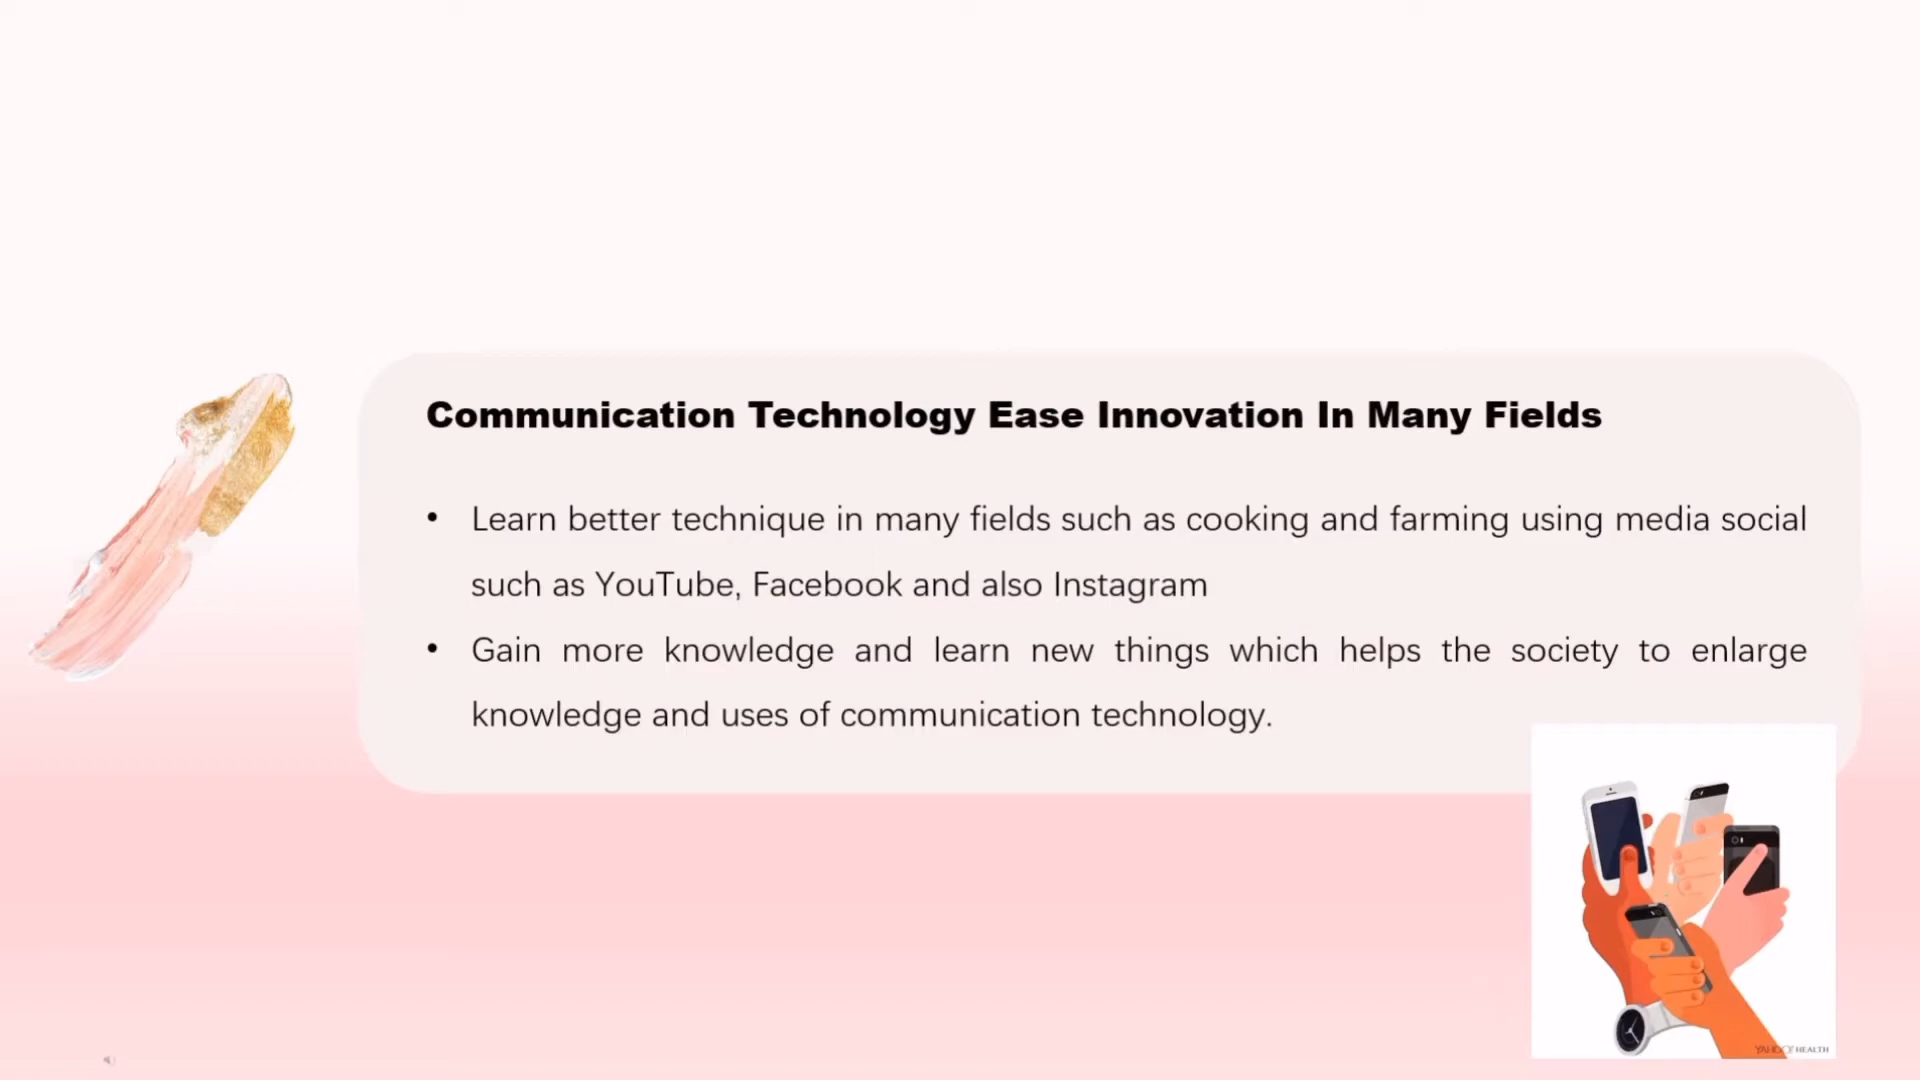 Communication Technology Ease Innovation In Many Fields
• Learn better technique in many fields such as cooking and farming using media social
such as YouTube, Facebook and also Instagram
• Gain more knowledge and learn new things which helps the society to enlarge
knowledge and uses of communication technology.
YAHOO! HEALTH